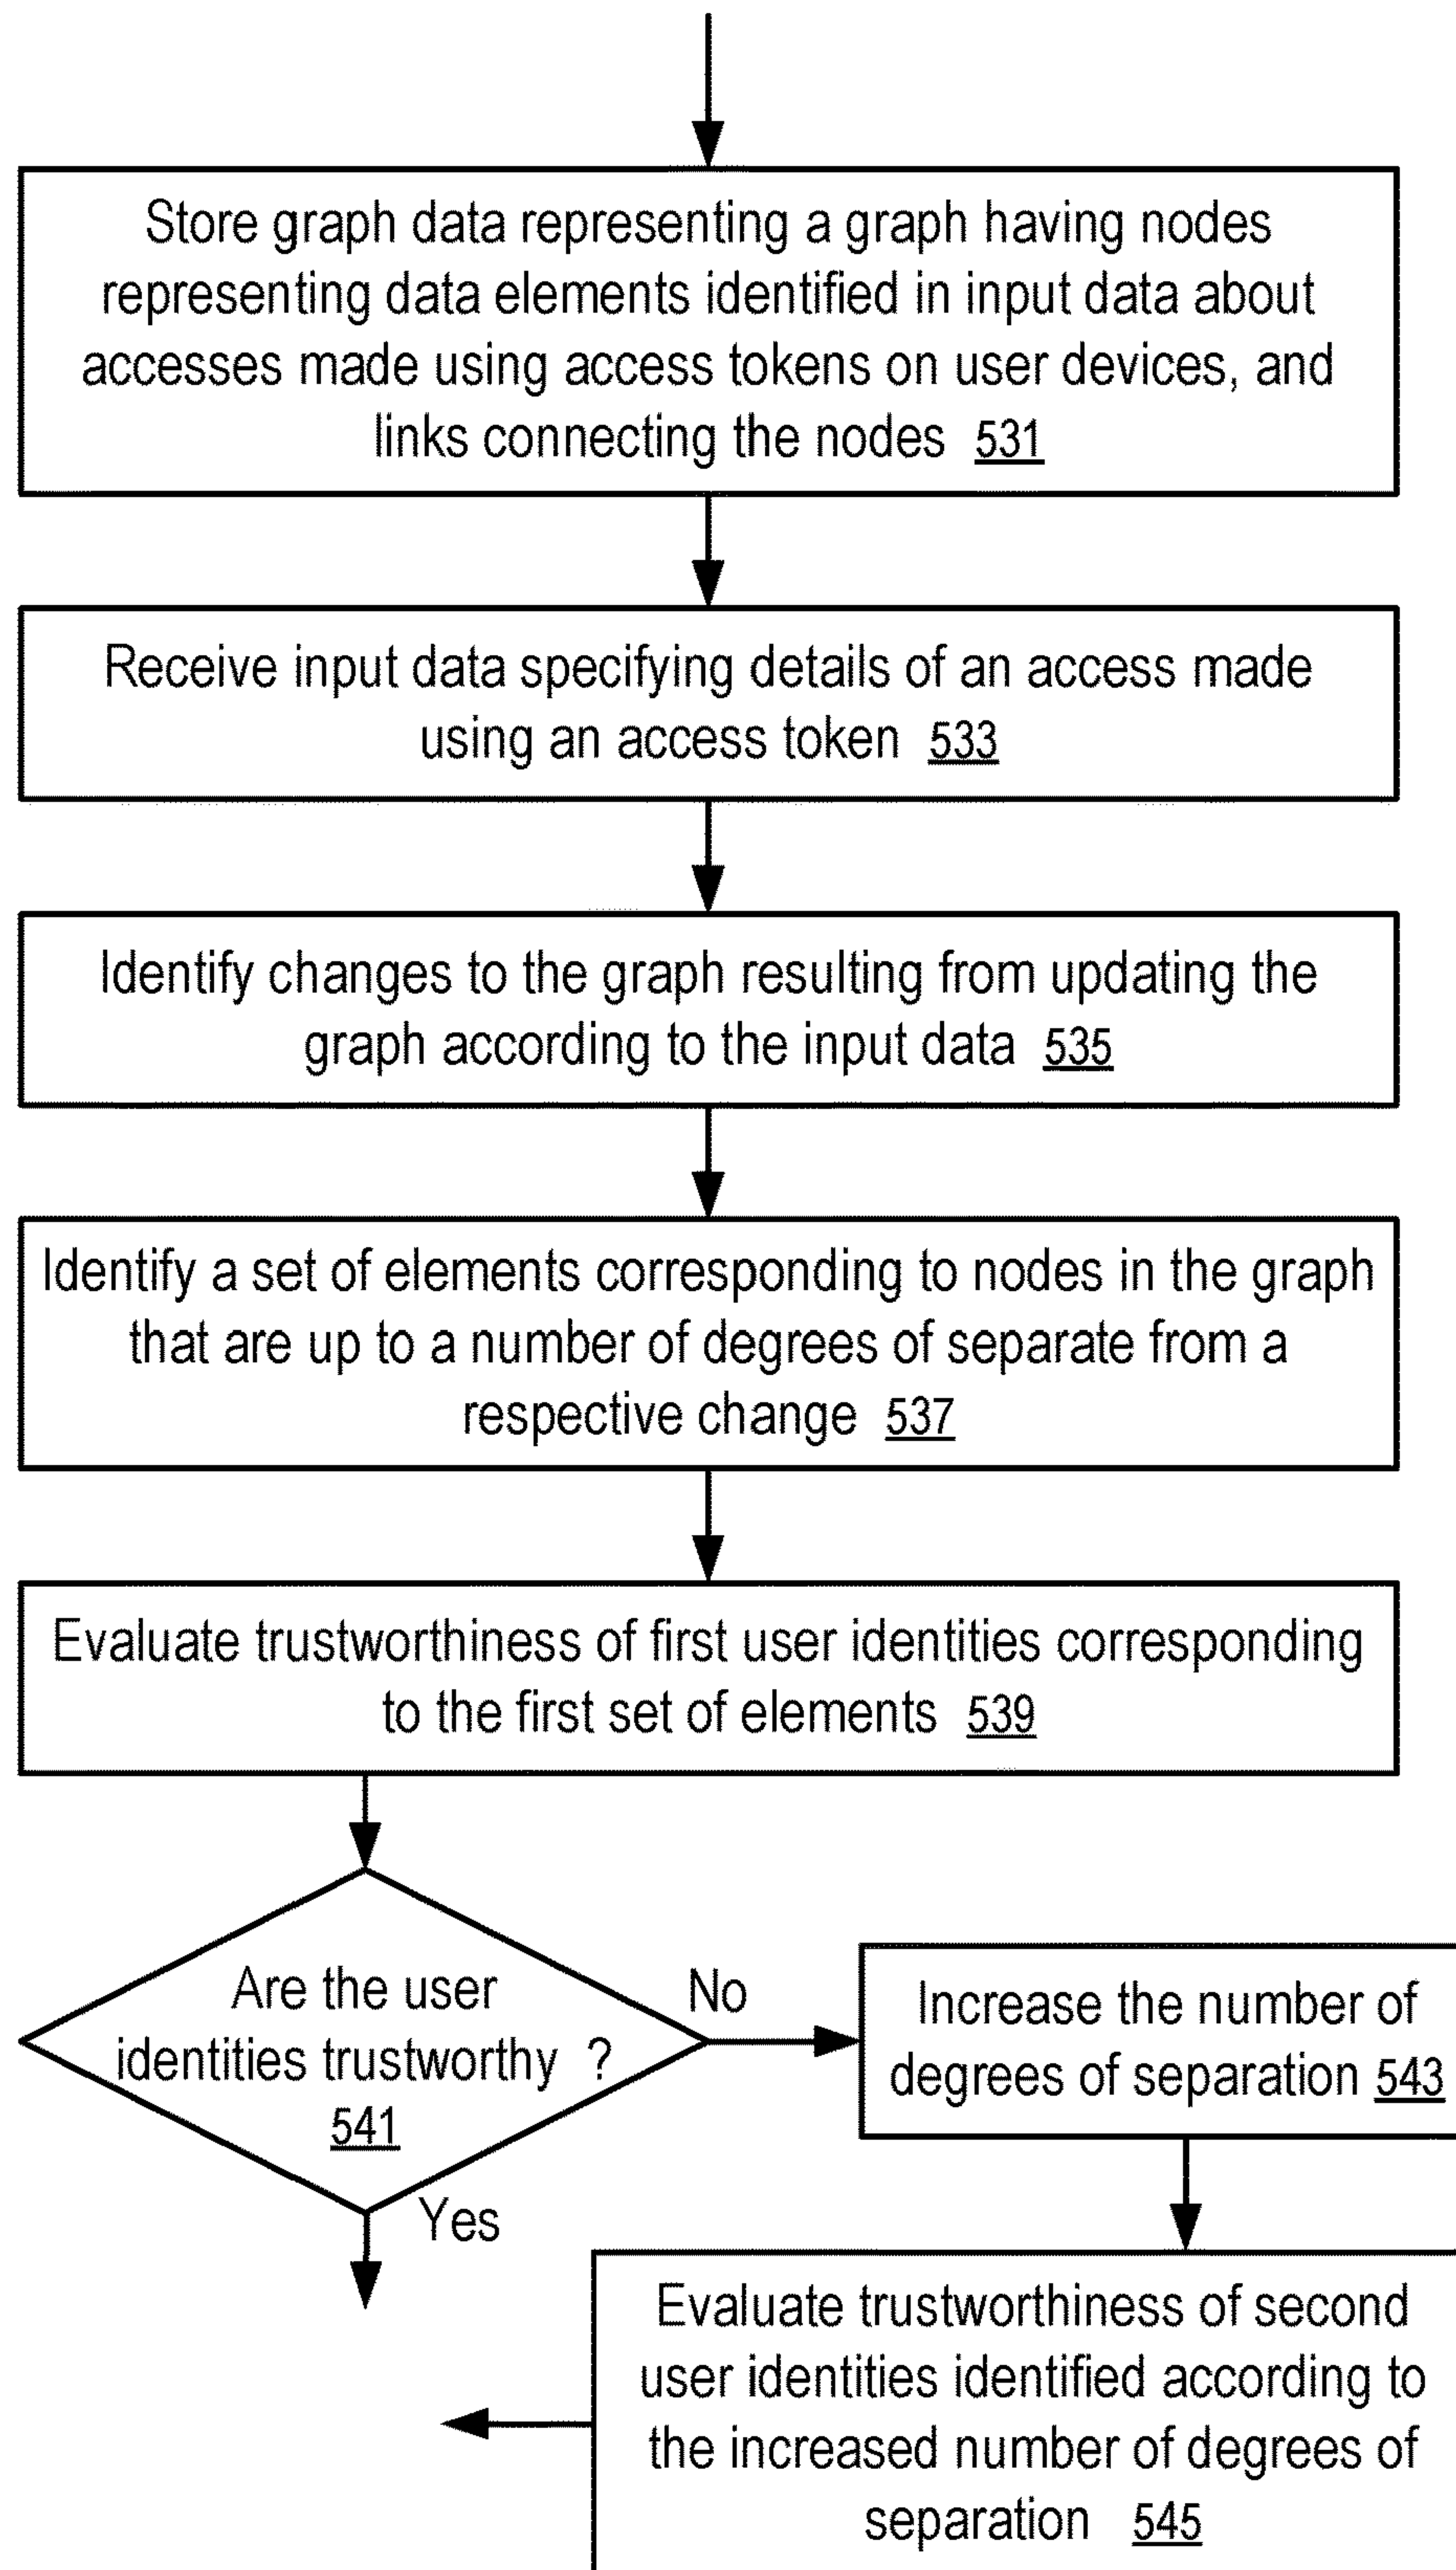 Store graph data representing a graph having nodes
representing data elements identified in input data about
accesses made using access tokens on user devices, and
links connecting the nodes 531
Receive input data specifying details of an access made
using an access token 533
Identify changes to the graph resulting from updating the
graph according to the input data 535
Identify a set of elements corresponding to nodes in the graph
that are up to a number of degrees of separate from a
respective change 537
Evaluate trustworthiness of first user identities corresponding
to the first set of elements 539
Are the user
identities trustworthy ?
541
No
Yes
Increase the number of
degrees of separation 543
Evaluate trustworthiness of second
user identities identified according to
the increased number of degrees of
separation 545